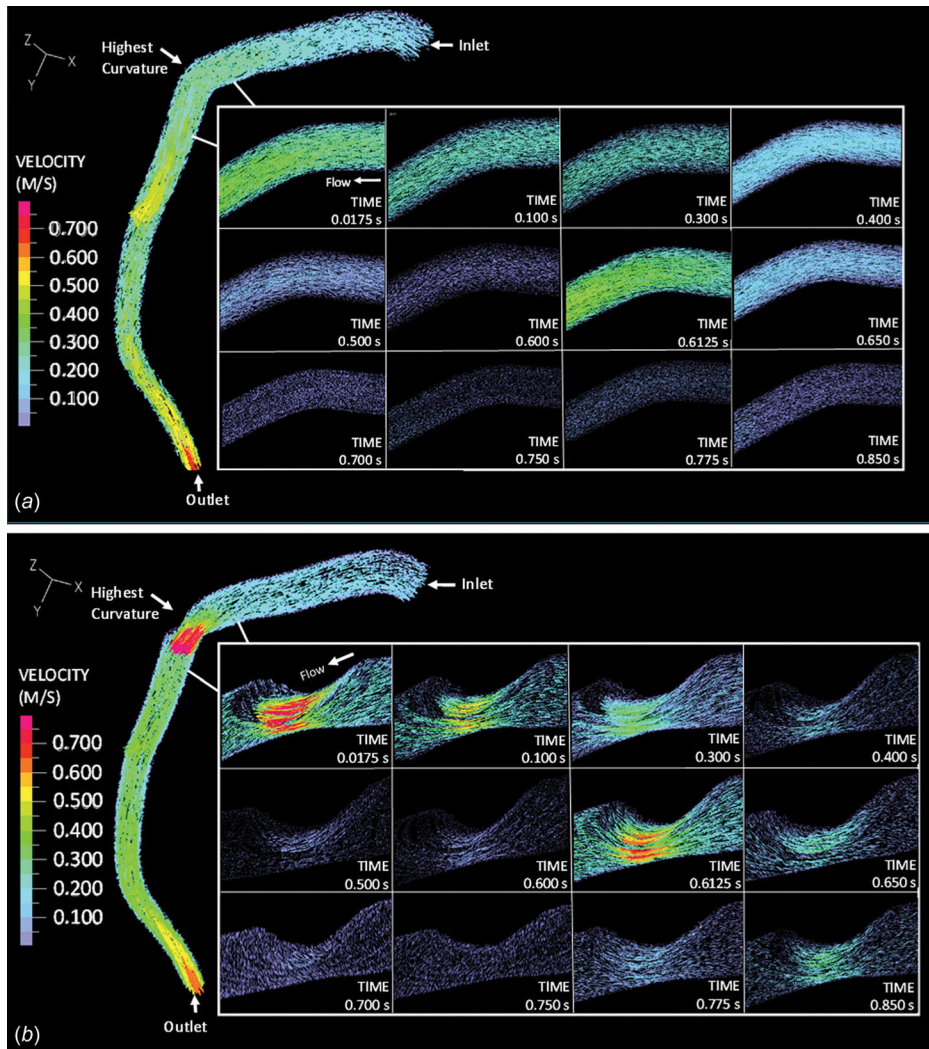 Z
X
Y
Highest
Curvature
Inlet
VELOCITY
(M/S)
0.700
0.600
0.500
0.400
0.300
0.200
0.100
Flow
TIME
0.0175 s
TIME
0.100 s
TIME
0.300 s
TIME
0.400 s
TIME
0.500 s
TIME
0.600 s
TIME
0.6125 s
TIME
0.650 s
TIME
0.700 s
TIME
0.750 s
TIME
0.775 s
TIME
0.850 s
Outlet
(a)
Z
X
Y
Highest
Curvature
Inlet
VELOCITY
(M/S)
0.700
0.600
0.500
0.400
0.300
0.200
0.100
Flow
TIME
0.0175 s
TIME
0.100 s
TIME
0.300 s
TIME
0.400 s
TIME
0.500 s
TIME
0.600 s
TIME
0.6125 s
TIME
0.650 s
TIME
0.700 s
TIME
0.750 s
TIME
0.775 s
TIME
0.850 s
Outlet
(b)